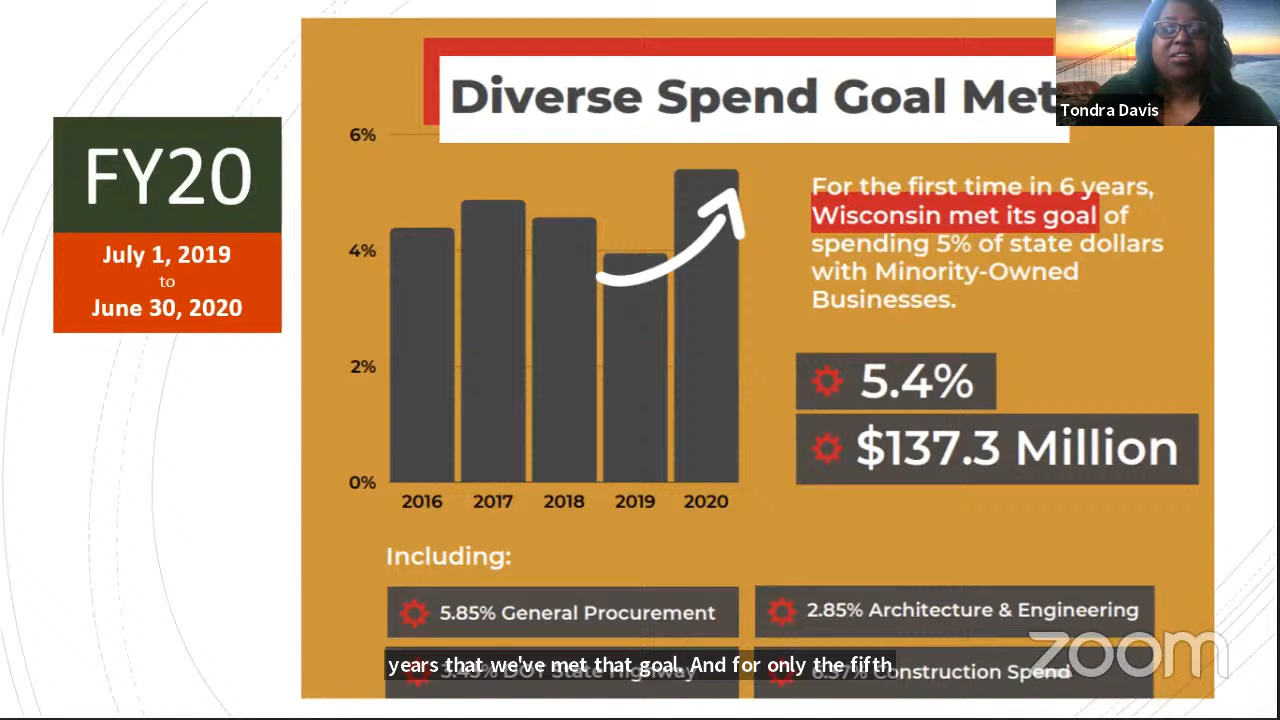 FY20
July 1, 2019
to
June 30, 2020
Diverse Spend Goal Met
Tondra Davis
6%
4%
2%
0%
2016 2017 2018 2019 2020
For the first time in 6 years,
Wisconsin met its goal of
spending 5% of state dollars
with Minority-Owned
Businesses.
5.4%
$137.3 Million
Including:
5.85% General Procurement
2.85% Architecture & Engineering
DOT State Highway
Construction Spend
years that we've met that goal. And for only the fifth
zoom